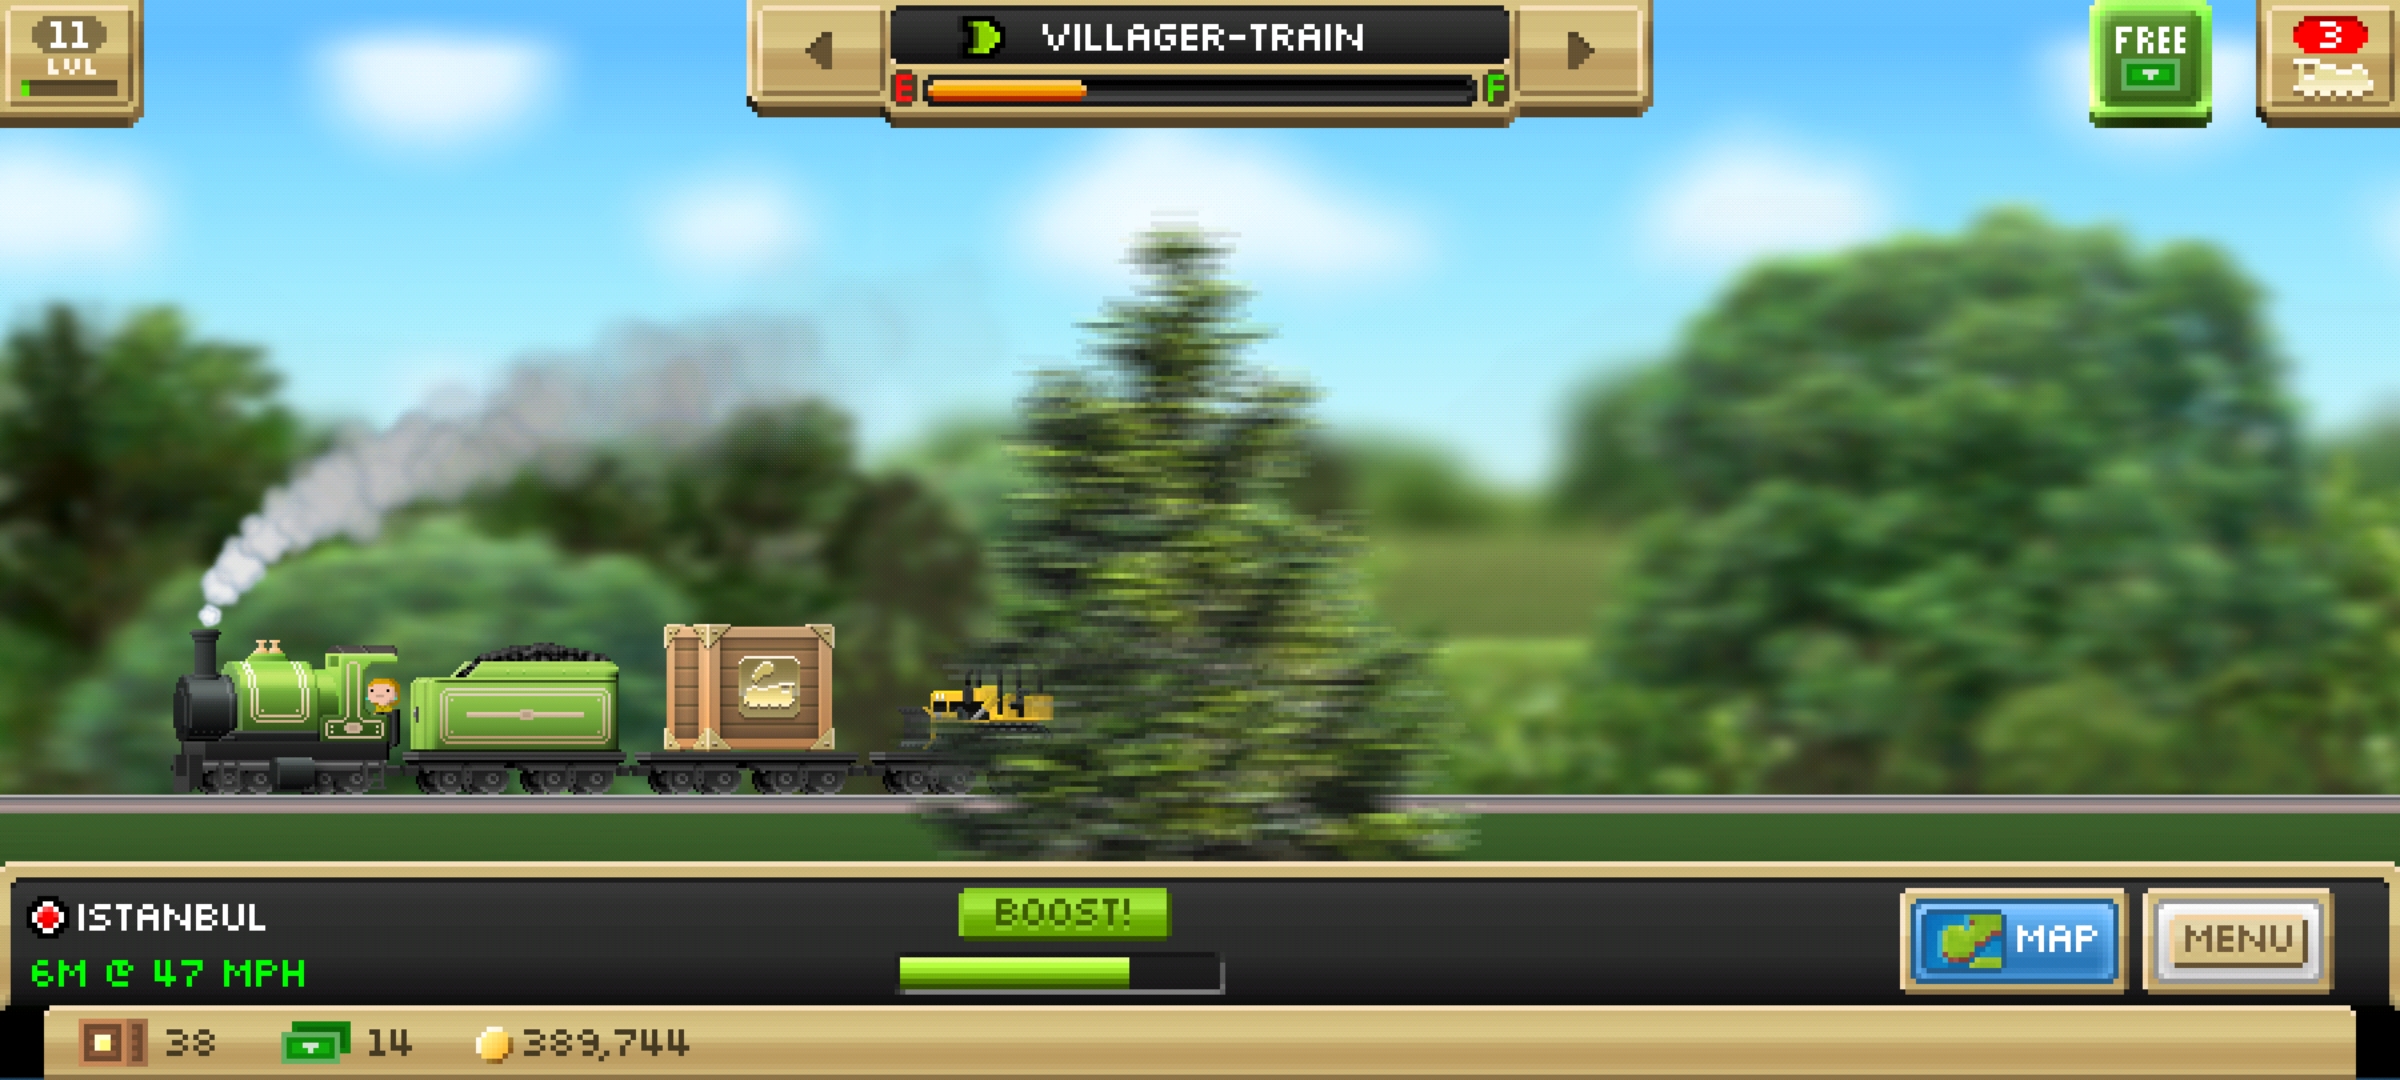 11
LVL
VILLAGER-TRAIN
E F
FREE
3
ISTANBUL
6M @ 47 MPH
BOOST!
MAP
MENU
38
14
389,744